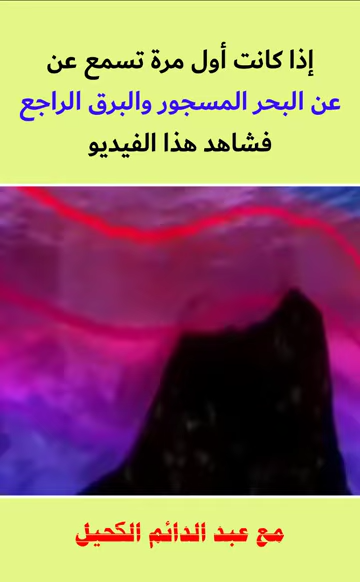 إذا كانت أول مرة تسمع عن
عن البحر المسجور والبرق الراجع
فشاهد هذا الفيديو
مع عبد الدائم الكحيل